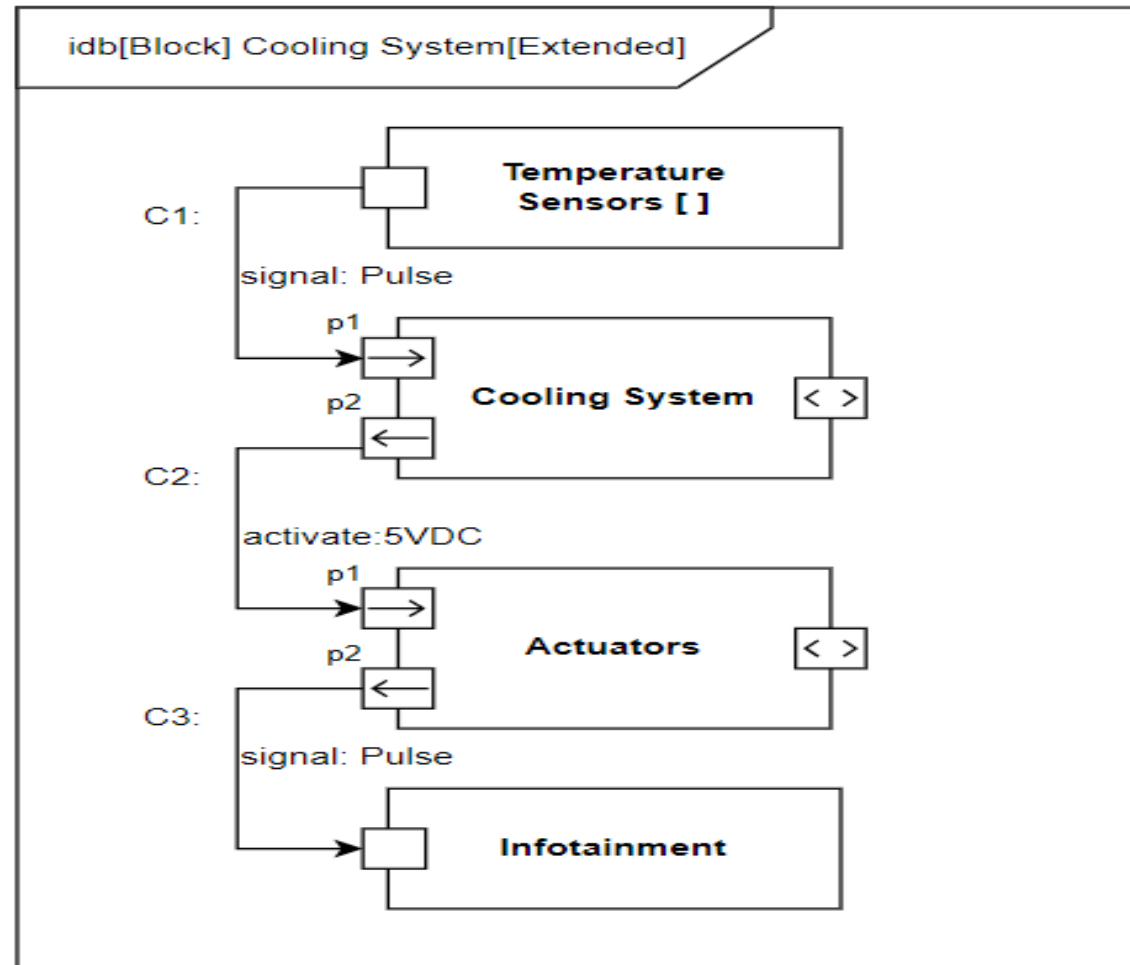 idb[Block] Cooling System[Extended]
Temperature
Sensors [ ]
C1:
signal: Pulse
p1
Cooling System
< >
p2
C2:
activate:5VDC
p1
Actuators
< >
p2
C3:
signal: Pulse
Infotainment